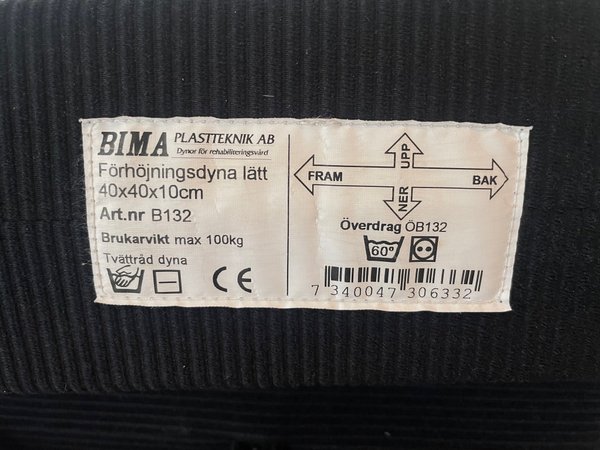 BIMA PLASTTEKNIK AB
Dynor för rehabiliteringsvård
Förhöjningsdyna lätt
40x40x10cm
Art.nr B132
Brukarvikt max 100kg
Tvättråd dyna
CE
UPP
FRAM
BAK
NER
Överdrag ÖB132
60°
7 340047 306332